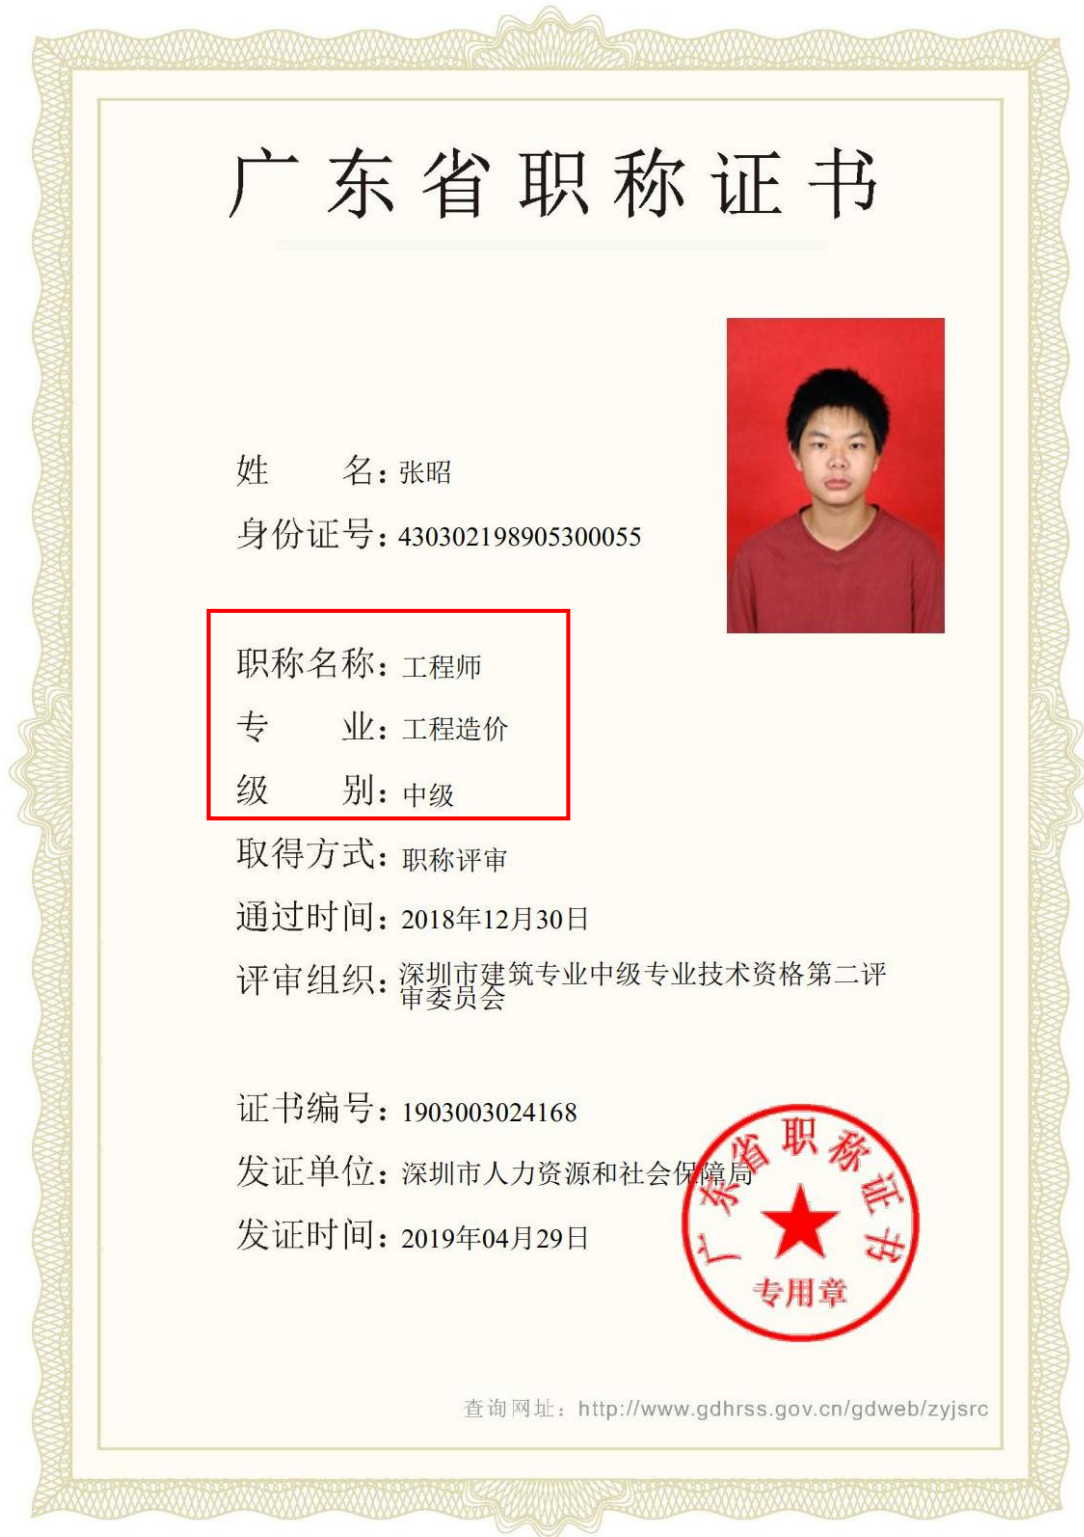 广东省职称证书
姓 名：张昭
身份证号：430302198905300055
职称名称：工程师
专 业：工程造价
级 别：中级
取得方式：职称评审
通过时间：2018年12月30日
评审组织：深圳市建筑专业中级专业技术资格第二评
审委员会
证书编号：1903003024168
发证单位：深圳市人力资源和社会保障局
发证时间：2019年04月29日
广东省职称证书
专用章
查询网址：http://www.gdhrss.gov.cn/gdweb/zyjsrc